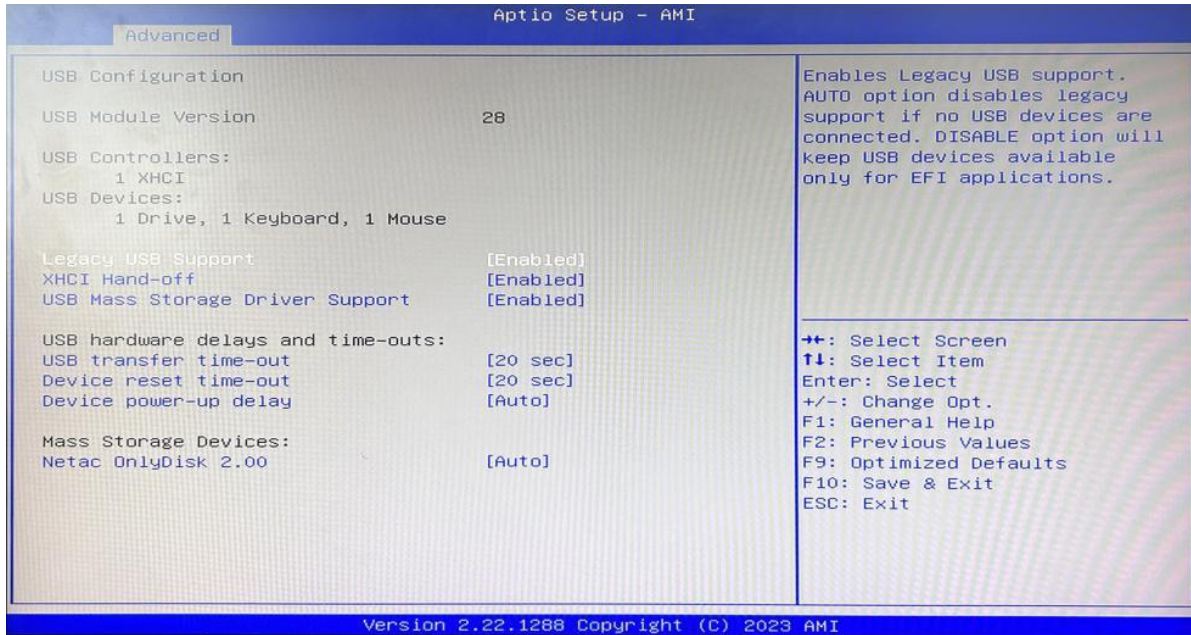 Aptio Setup – AMI
Advanced
USB Configuration
USB Module Version 28
USB Controllers:
1 XHCI
USB Devices:
1 Drive, 1 Keyboard, 1 Mouse
Legacy USB Support [Enabled]
XHCI Hand-off [Enabled]
USB Mass Storage Driver Support [Enabled]
USB hardware delays and time-outs:
USB transfer time-out [20 sec]
Device reset time-out [20 sec]
Device power-up delay [Auto]
Mass Storage Devices:
Netac OnlyDisk 2.00 [Auto]
Enables Legacy USB support.
AUTO option disables legacy
support if no USB devices are
connected. DISABLE option will
keep USB devices available
only for EFI applications.
→←: Select Screen
↑↓: Select Item
Enter: Select
+/-: Change Opt.
F1: General Help
F2: Previous Values
F9: Optimized Defaults
F10: Save & Exit
ESC: Exit
Version 2.22.1288 Copyright (C) 2023 AMI